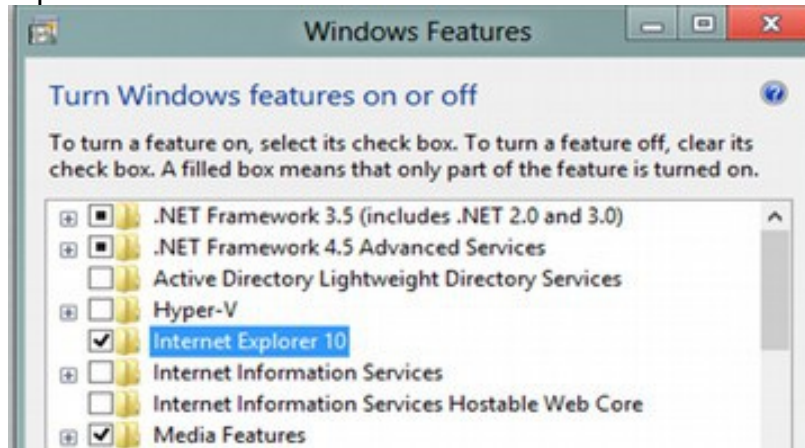 Windows Features
Turn Windows features on or off
To turn a feature on, select its check box. To turn a feature off, clear its
check box. A filled box means that only part of the feature is turned on.
.NET Framework 3.5 (includes .NET 2.0 and 3.0)
.NET Framework 4.5 Advanced Services
Active Directory Lightweight Directory Services
Hyper-V
Internet Explorer 10
Internet Information Services
Internet Information Services Hostable Web Core
Media Features